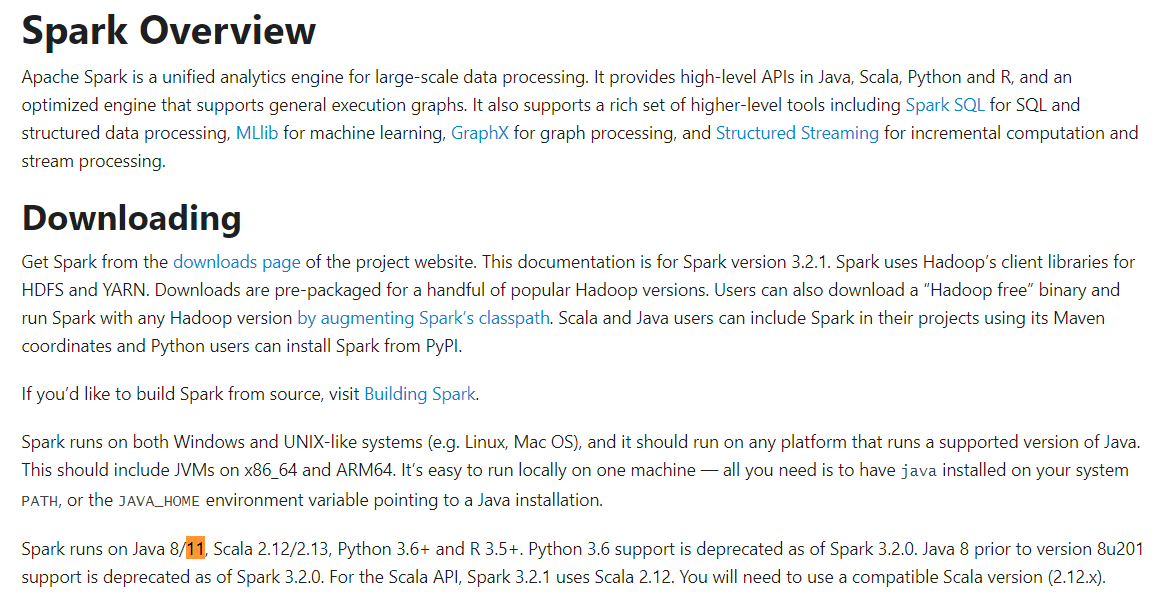 Spark Overview
Apache Spark is a unified analytics engine for large-scale data processing. It provides high-level APIs in Java, Scala, Python and R, and an
optimized engine that supports general execution graphs. It also supports a rich set of higher-level tools including Spark SQL for SQL and
structured data processing, MLlib for machine learning, GraphX for graph processing, and Structured Streaming for incremental computation and
stream processing.
Downloading
Get Spark from the downloads page of the project website. This documentation is for Spark version 3.2.1. Spark uses Hadoop’s client libraries for
HDFS and YARN. Downloads are pre-packaged for a handful of popular Hadoop versions. Users can also download a “Hadoop free” binary and
run Spark with any Hadoop version by augmenting Spark’s classpath. Scala and Java users can include Spark in their projects using its Maven
coordinates and Python users can install Spark from PyPI.
If you’d like to build Spark from source, visit Building Spark.
Spark runs on both Windows and UNIX-like systems (e.g. Linux, Mac OS), and it should run on any platform that runs a supported version of Java.
This should include JVMs on x86_64 and ARM64. It’s easy to run locally on one machine — all you need is to have java installed on your system
PATH, or the JAVA_HOME environment variable pointing to a Java installation.
Spark runs on Java 8/11, Scala 2.12/2.13, Python 3.6+ and R 3.5+. Python 3.6 support is deprecated as of Spark 3.2.0. Java 8 prior to version 8u201
support is deprecated as of Spark 3.2.0. For the Scala API, Spark 3.2.1 uses Scala 2.12. You will need to use a compatible Scala version (2.12.x).